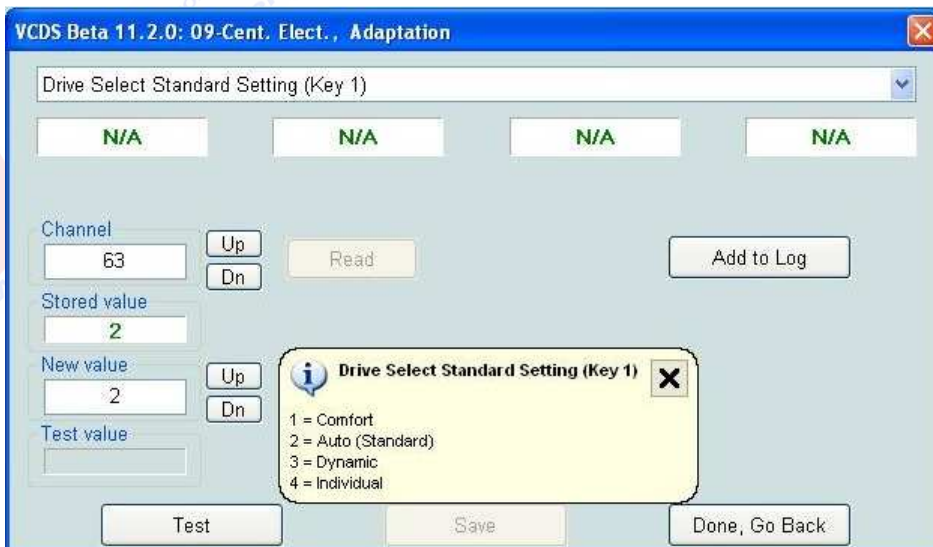 VCDS Beta 11.2.0: 09-Cent. Elect., Adaptation
Drive Select Standard Setting (Key 1)
N/A N/A N/A N/A
Channel
63
Up
Dn
Read
Add to Log
Stored value
2
New value
2
Up
Dn
Drive Select Standard Setting (Key 1)
1 = Comfort
2 = Auto (Standard)
3 = Dynamic
4 = Individual
Test value
Test
Save
Done, Go Back